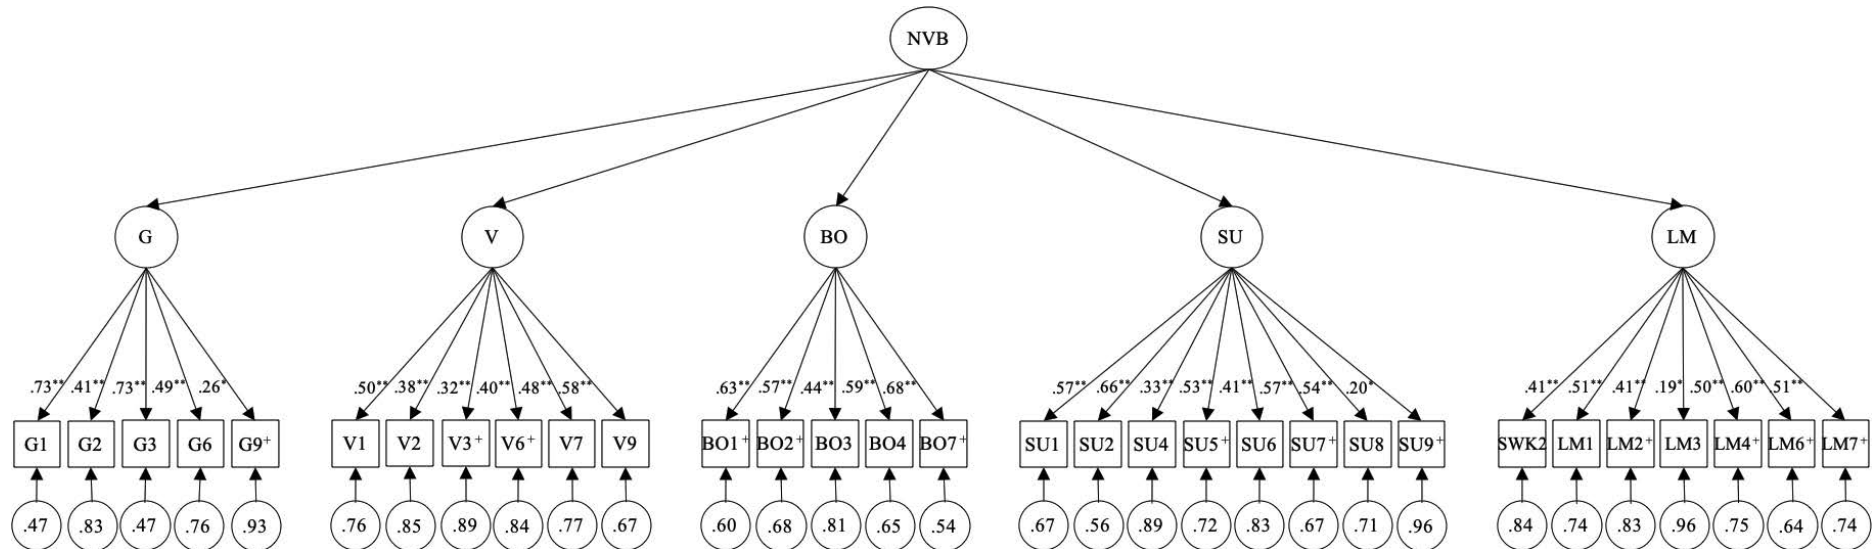 NVB
G V BO SU LM
.73** .41** .73** .49** .26* .50** .38** .32** .40** .48** .58** .63** .57** .44** .59** .68** .57** .66** .33** .53** .41** .57** .54** .20* .41** .51** .41** .19* .50** .60** .51**
G1 G2 G3 G6 G9+ V1 V2 V3+ V6+ V7 V9 BO1+ BO2+ BO3 BO4 BO7+ SU1 SU2 SU4 SU5+ SU6 SU7+ SU8 SU9+ SWK2 LM1 LM2+ LM3 LM4+ LM6+ LM7+
.47 .83 .47 .76 .93 .76 .85 .89 .84 .77 .67 .60 .68 .81 .65 .54 .67 .56 .89 .72 .83 .67 .71 .96 .84 .74 .83 .96 .75 .64 .74